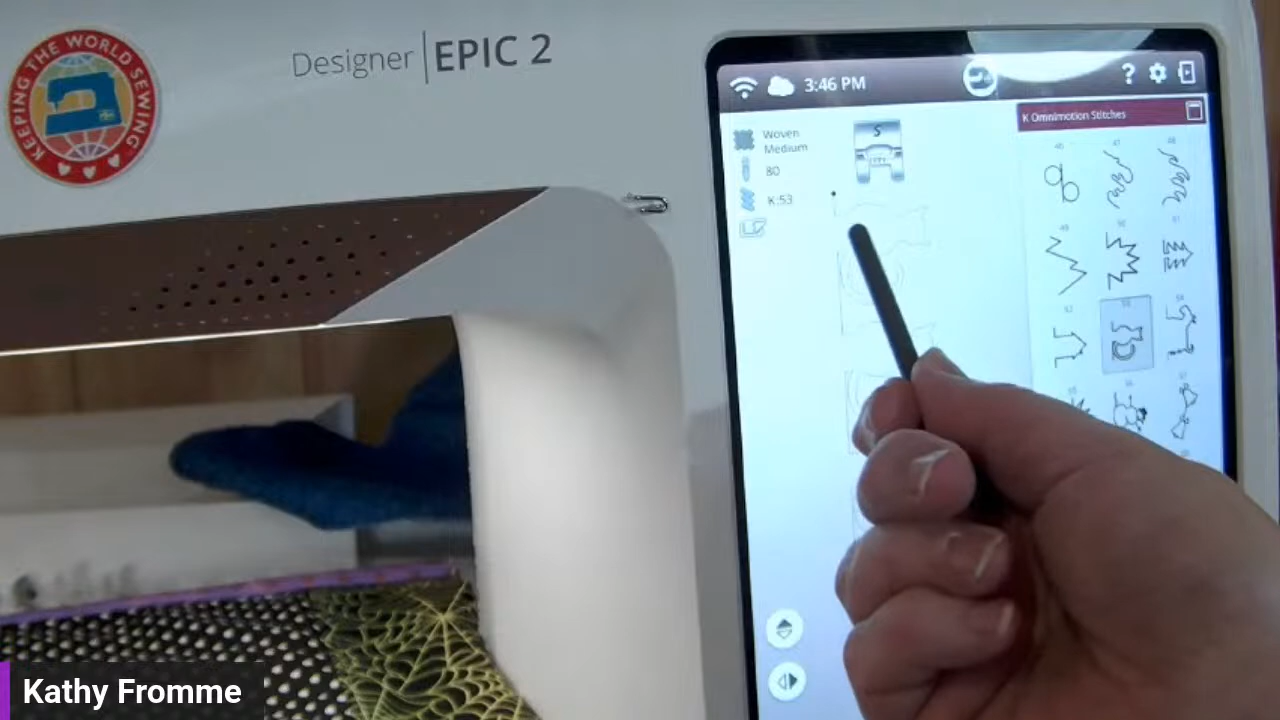 KEEPING THE WORLD SEWING
Designer EPIC 2
3:46 PM
?
K Omnimotion Stitches
Woven
Medium
S
80
K:53
Kathy Fromme